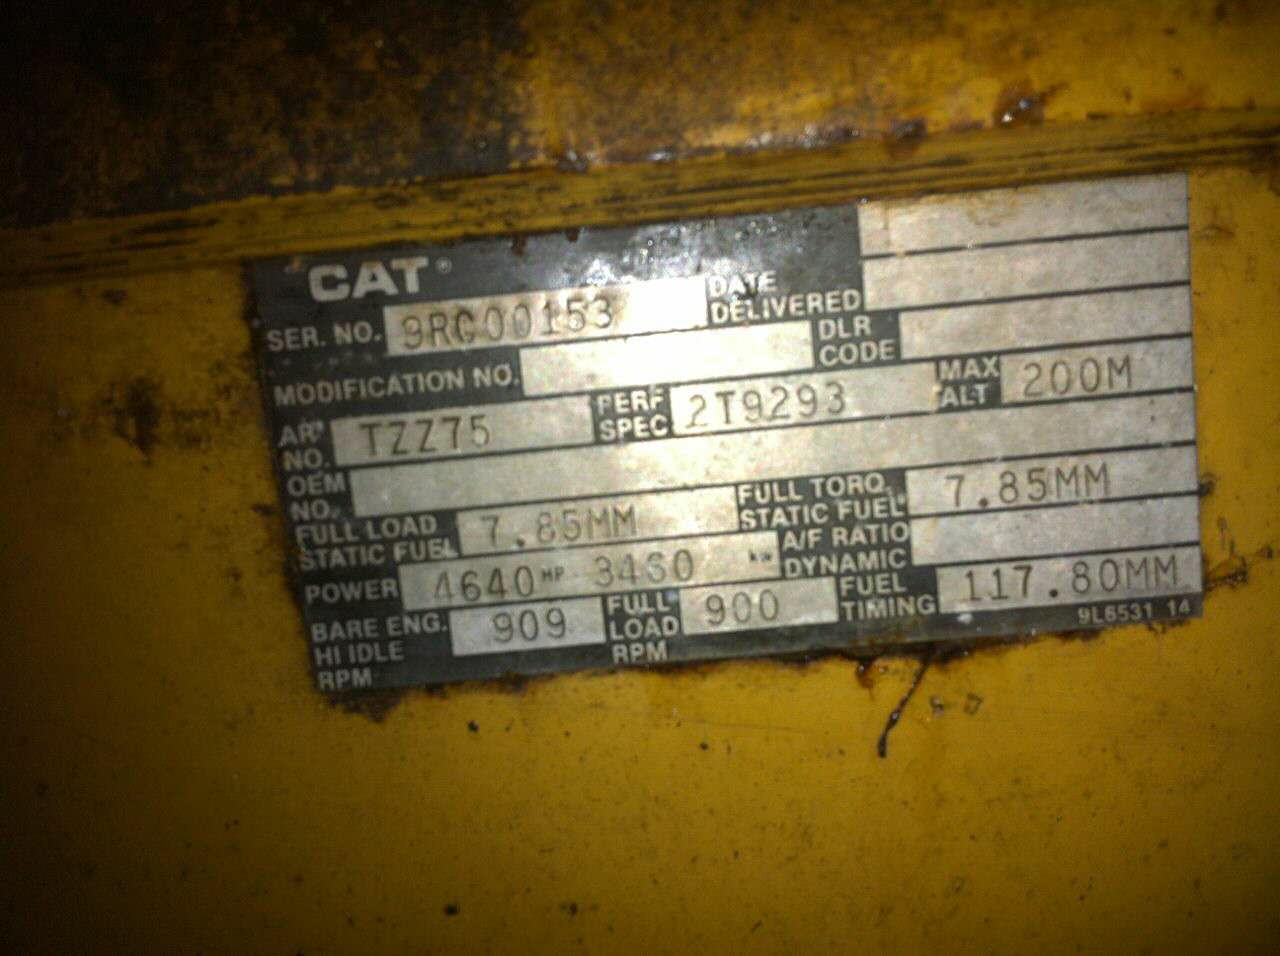 CAT®
SER. NO. 9RC00153 DATE DELIVERED
MODIFICATION NO. DLR CODE
AR NO. TZZ75 PERF SPEC 2T9293 MAX ALT 200M
OEM NO.
FULL LOAD STATIC FUEL 7.85MM FULL TORQ. STATIC FUEL 7.85MM
POWER 4640 HP 3460 kw A/F RATIO DYNAMIC
BARE ENG. HI IDLE RPM 909 FULL LOAD RPM 900 FUEL TIMING 117.80MM
9L6531 14